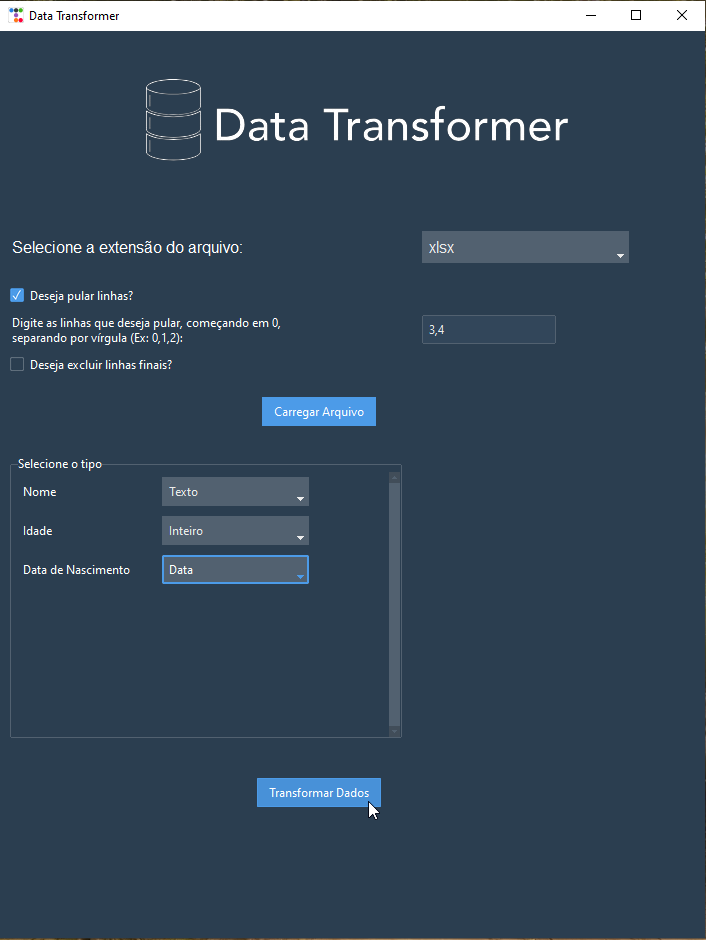 Data Transformer
Data Transformer
Selecione a extensão do arquivo:
xlsx
Deseja pular linhas?
Digite as linhas que deseja pular, começando em 0,
separando por vírgula (Ex: 0,1,2):
3,4
Deseja excluir linhas finais?
Carregar Arquivo
Selecione o tipo
Nome
Texto
Idade
Inteiro
Data de Nascimento
Data
Transformar Dados